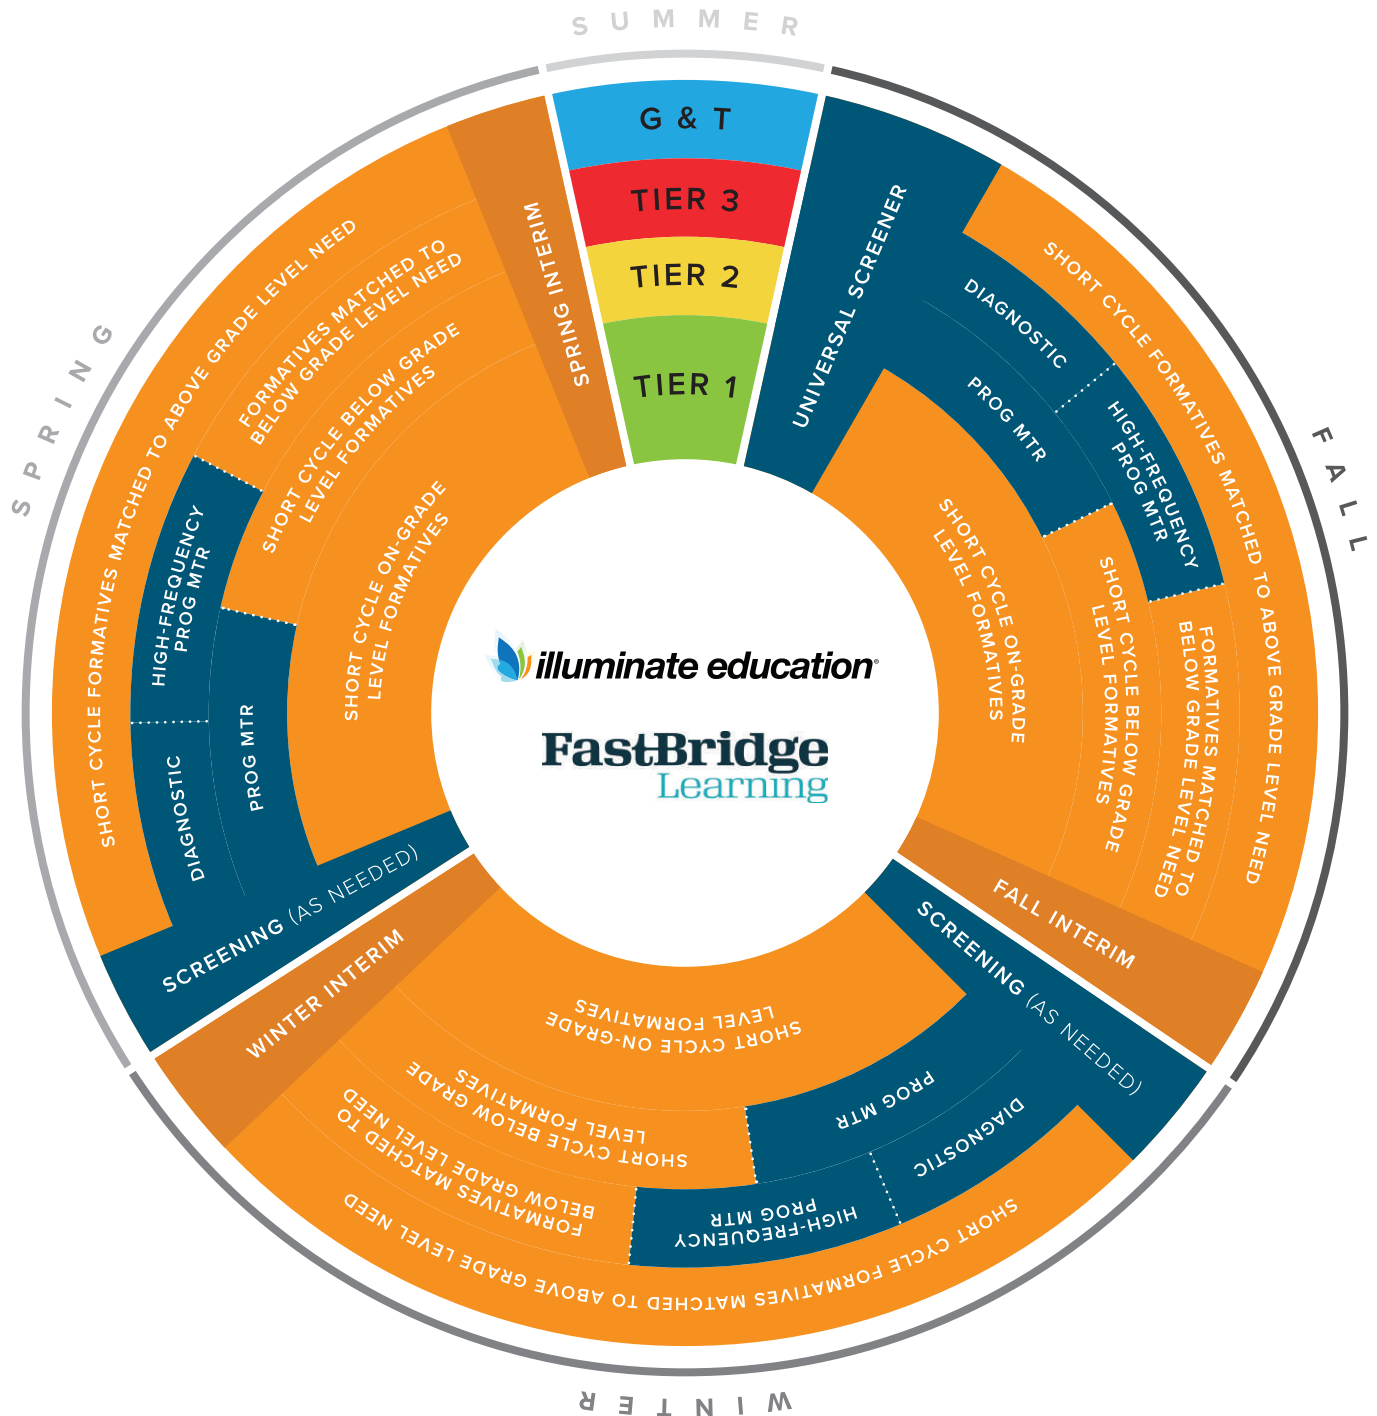 SUMMER
G & T
TIER 3
TIER 2
TIER 1
FALL
UNIVERSAL SCREENER
SHORT CYCLE FORMATIVES MATCHED TO ABOVE GRADE LEVEL NEED
DIAGNOSTIC
HIGH-FREQUENCY
PROG MTR
FORMATIVES MATCHED TO
BELOW GRADE LEVEL NEED
PROG MTR
SHORT CYCLE BELOW GRADE
LEVEL FORMATIVES
SHORT CYCLE ON-GRADE
LEVEL FORMATIVES
FALL INTERIM
WINTER
SCREENING (AS NEEDED)
SHORT CYCLE FORMATIVES MATCHED TO ABOVE GRADE LEVEL NEED
DIAGNOSTIC
HIGH-FREQUENCY
PROG MTR
FORMATIVES MATCHED TO
BELOW GRADE LEVEL NEED
PROG MTR
SHORT CYCLE BELOW GRADE
LEVEL FORMATIVES
SHORT CYCLE ON-GRADE
LEVEL FORMATIVES
WINTER INTERIM
SPRING
SCREENING (AS NEEDED)
SHORT CYCLE FORMATIVES MATCHED TO ABOVE GRADE LEVEL NEED
DIAGNOSTIC
HIGH-FREQUENCY
PROG MTR
FORMATIVES MATCHED TO
BELOW GRADE LEVEL NEED
PROG MTR
SHORT CYCLE BELOW GRADE
LEVEL FORMATIVES
SHORT CYCLE ON-GRADE
LEVEL FORMATIVES
SPRING INTERIM
illuminate education®
FastBridge
Learning